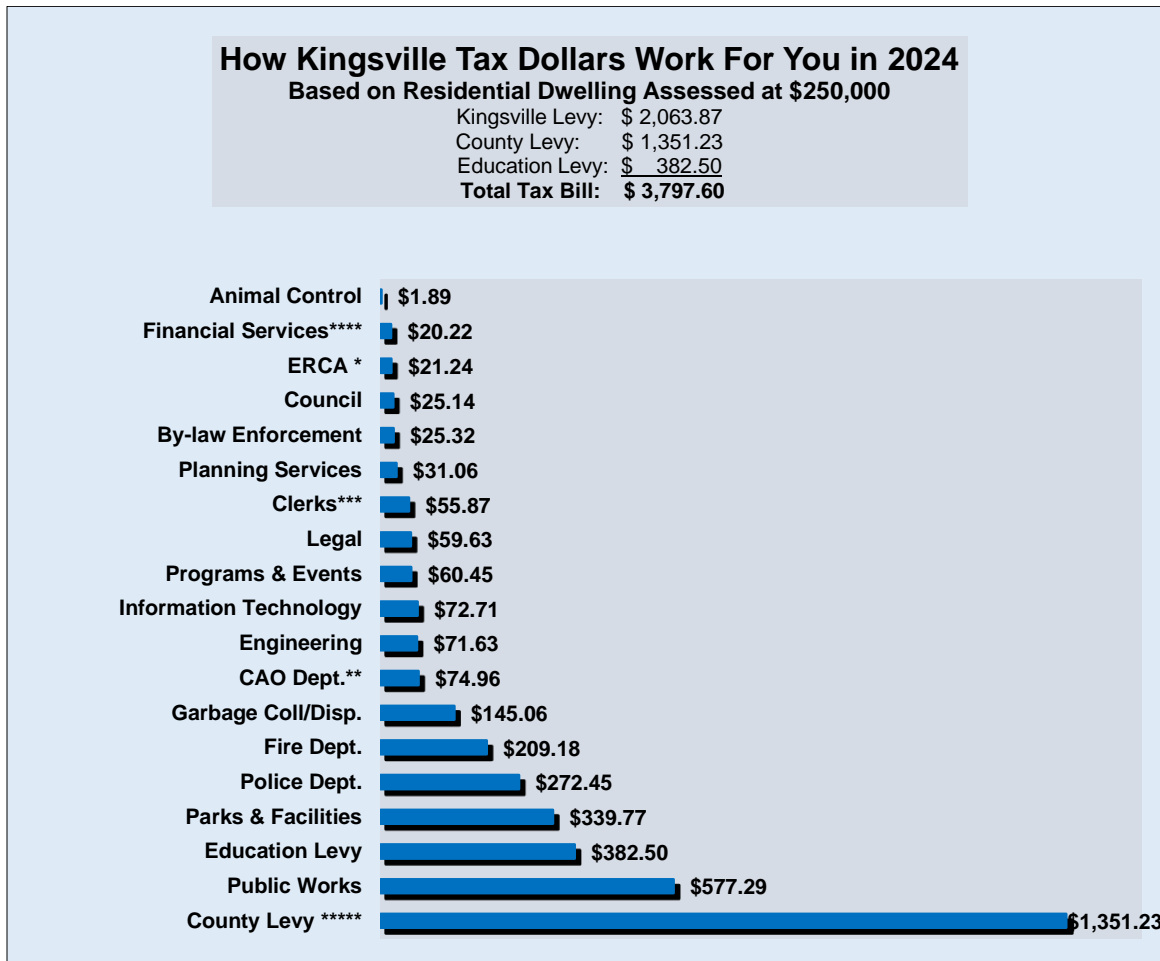 How Kingsville Tax Dollars Work For You in 2024
Based on Residential Dwelling Assessed at $250,000
Kingsville Levy: $ 2,063.87
County Levy: $ 1,351.23
Education Levy: $ 382.50
Total Tax Bill: $ 3,797.60
Animal Control $1.89
Financial Services**** $20.22
ERCA * $21.24
Council $25.14
By-law Enforcement $25.32
Planning Services $31.06
Clerks*** $55.87
Legal $59.63
Programs & Events $60.45
Information Technology $72.71
Engineering $71.63
CAO Dept.** $74.96
Garbage Coll/Disp. $145.06
Fire Dept. $209.18
Police Dept. $272.45
Parks & Facilities $339.77
Education Levy $382.50
Public Works $577.29
County Levy ***** $1,351.23